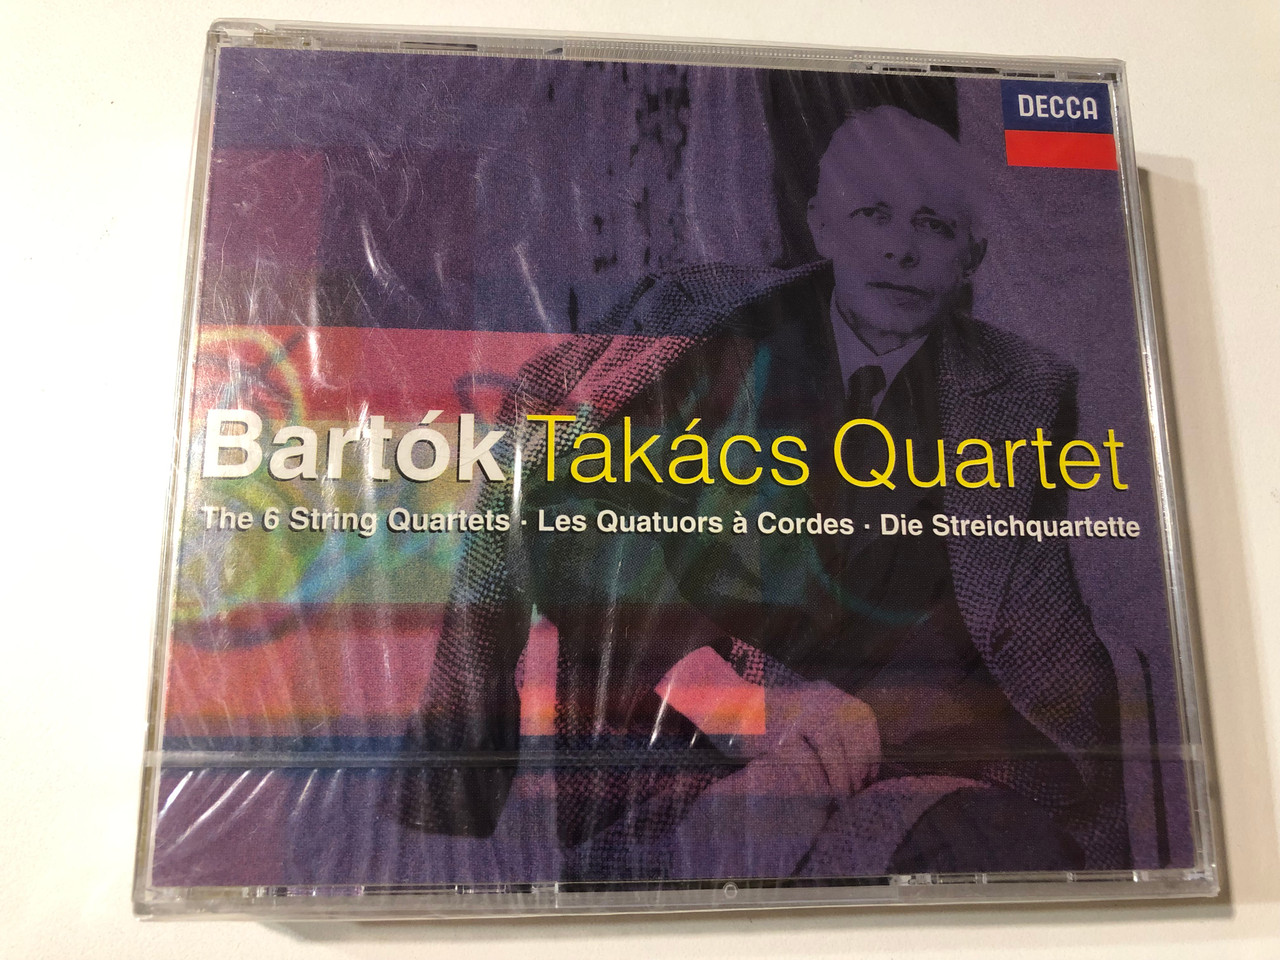 DECCA
Bartók Takács Quartet
The 6 String Quartets · Les Quatuors à Cordes · Die Streichquartette